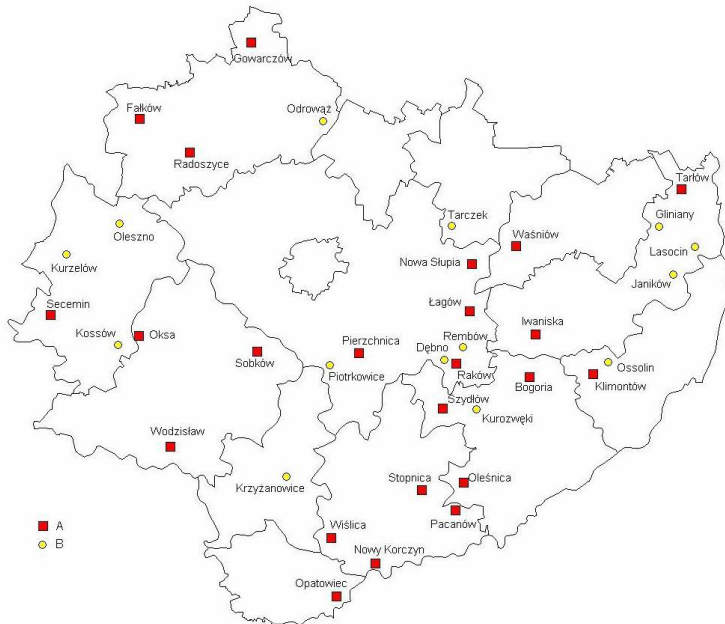 Gowarczów
Fałków
Odrowąż
Radoszyce
Tarłów
Tarczek
Gliniany
Oleszno
Waśniów
Lasocin
Kurzelów
Nowa Słupia
Janików
Secemin
Łagów
Iwaniska
Kossów
Oksa
Pierzchnica
Rembów
Dębno
Sobków
Piotrkowice
Raków
Ossolin
Bogoria
Klimontów
Szydłów
Kurozwęki
Wodzisław
Stopnica
Oleśnica
Krzyżanowice
Pacanów
A
Wiślica
B
Nowy Korczyn
Opatowiec